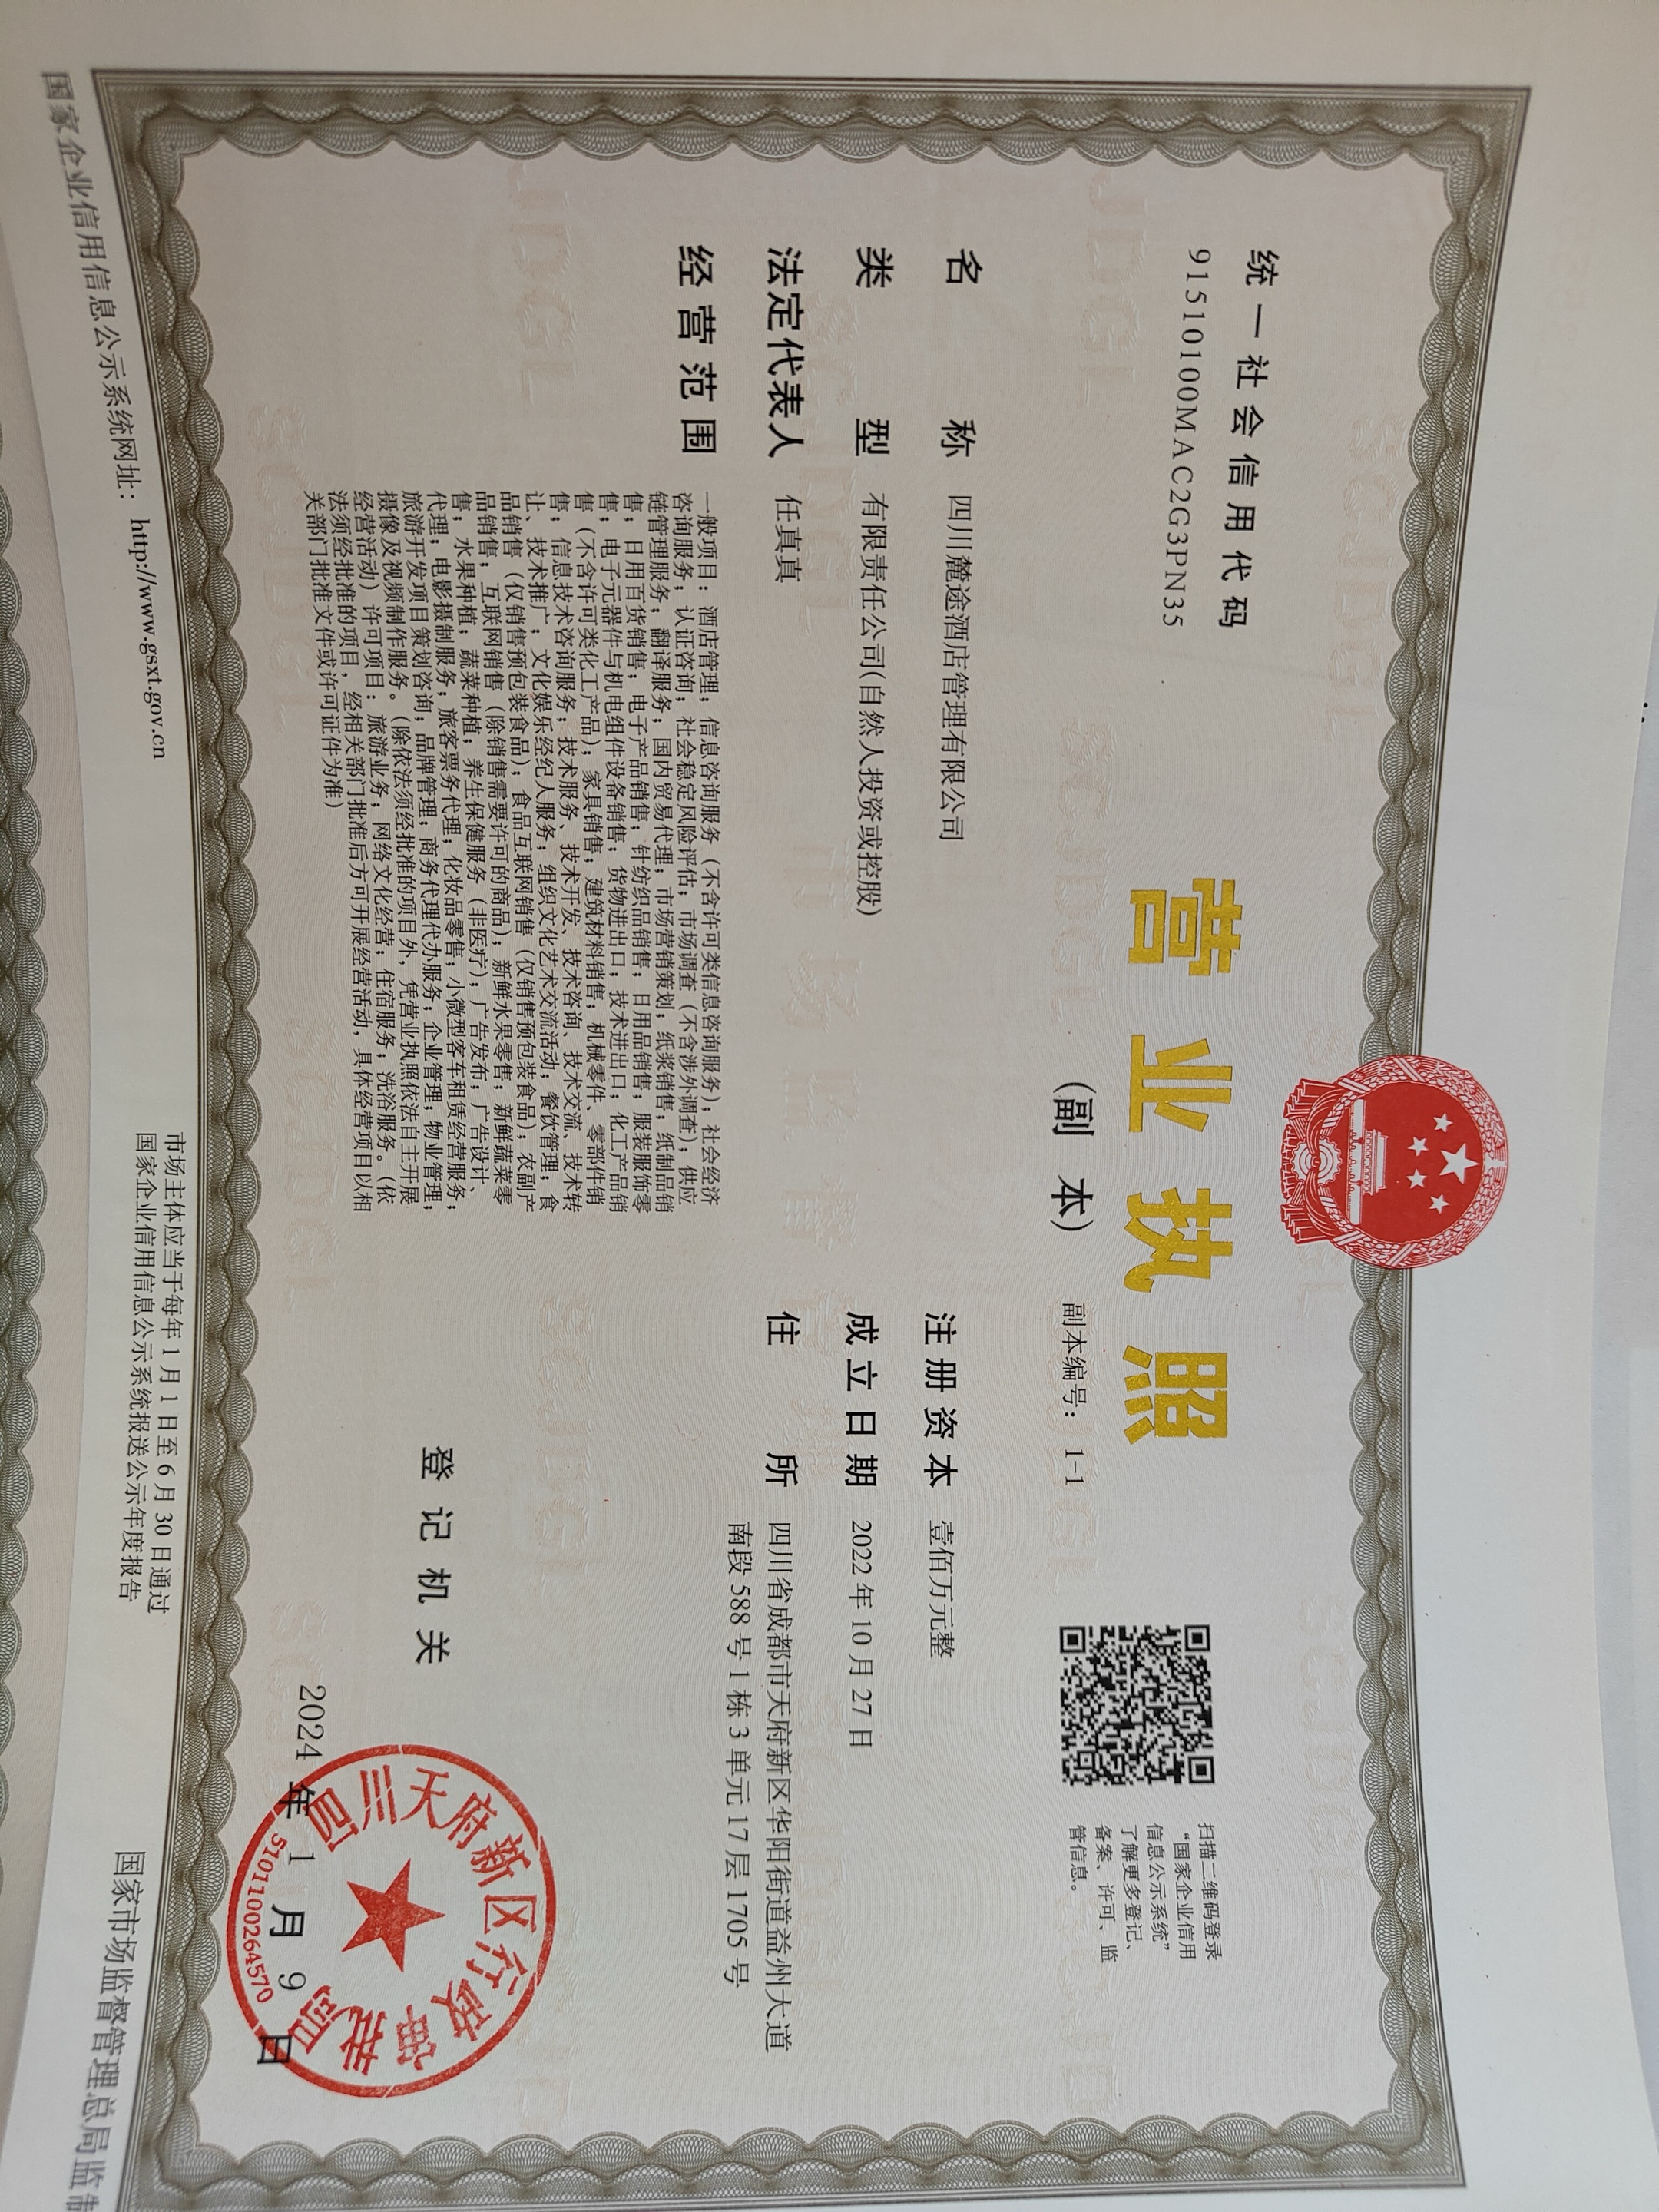 统一社会信用代码
91510100MAC2G3PN35
营业执照
(副 本)
副本编号: 1-1
扫描二维码登录
“国家企业信用
信息公示系统”
了解更多登记、
备案、许可、监
管信息。
名 称 四川麓途酒店管理有限公司
类 型 有限责任公司(自然人投资或控股)
法定代表人 任真真
经营范围
一般项目:酒店管理;信息咨询服务(不含许可类信息咨询服务);社会经济
咨询服务;认证咨询;社会稳定风险评估;市场调查(不含涉外调查);供应
链管理服务;翻译服务;国内贸易代理;市场营销策划;纸浆销售;纸制品销
售;日用百货销售;电子产品销售;针纺织品销售;日用品销售;服装服饰零
售;电子元器件与机电组件设备销售;货物进出口;技术进出口;化工产品销
售(不含许可类化工产品);家具销售;建筑材料销售;机械零件、零部件销
售;信息技术咨询服务;技术服务、技术开发、技术咨询、技术交流、技术转
让、技术推广;文化娱乐经纪人服务;组织文化艺术交流活动;餐饮管理;食
品销售(仅销售预包装食品);食品互联网销售(仅销售预包装食品);农副产
品销售;互联网销售(除销售需要许可的商品);新鲜水果零售;新鲜蔬菜零
售;水果种植;蔬菜种植;养生保健服务(非医疗);广告发布;广告设计、
代理;电影摄制服务;旅客票务代理;化妆品零售;小微型客车租赁经营服务;
旅游开发项目策划咨询;品牌管理;商务代理代办服务;企业管理;物业管理;
摄像及视频制作服务。(除依法须经批准的项目外,凭营业执照依法自主开展
经营活动)许可项目:旅游业务;网络文化经营;住宿服务;洗浴服务。(依
法须经批准的项目,经相关部门批准后方可开展经营活动,具体经营项目以相
关部门批准文件或许可证件为准)
注册资本 壹佰万元整
成立日期 2022年10月27日
住 所 四川省成都市天府新区华阳街道益州大道
南段588号1栋3单元17层1705号
登记机关
四川天府新区行政审批局
5101100264570
2024年1月9日
国家企业信用信息公示系统网址: http://www.gsxt.gov.cn
市场主体应当于每年1月1日至6月30日通过
国家企业信用信息公示系统报送公示年度报告
国家市场监督管理总局监制